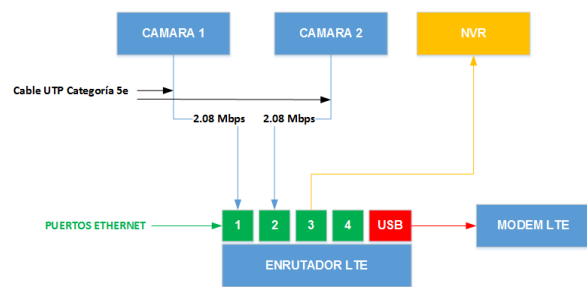 CAMARA 1
CAMARA 2
NVR
Cable UTP Categoría 5e
2.08 Mbps
2.08 Mbps
PUERTOS ETHERNET
1
2
3
4
USB
MODEM LTE
ENRUTADOR LTE